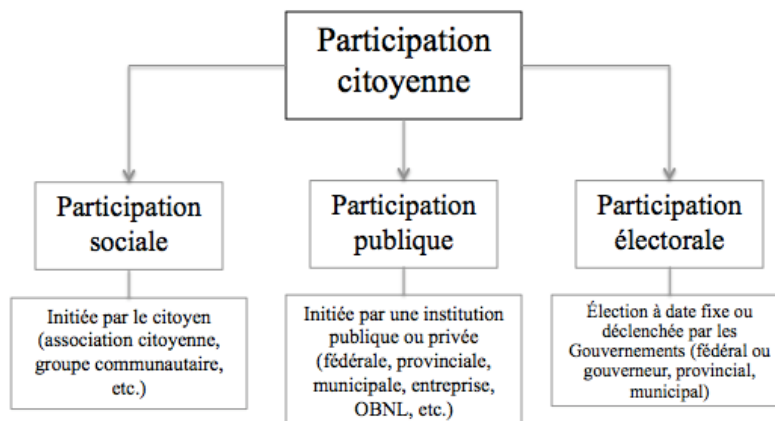 Participation
citoyenne
Participation
sociale
Initiée par le citoyen
(association citoyenne,
groupe communautaire,
etc.)
Participation
publique
Initiée par une institution
publique ou privée
(fédérale, provinciale,
municipale, entreprise,
OBNL, etc.)
Participation
électorale
Élection à date fixe ou
déclenchée par les
Gouvernements (fédéral ou
gouverneur, provincial,
municipal)